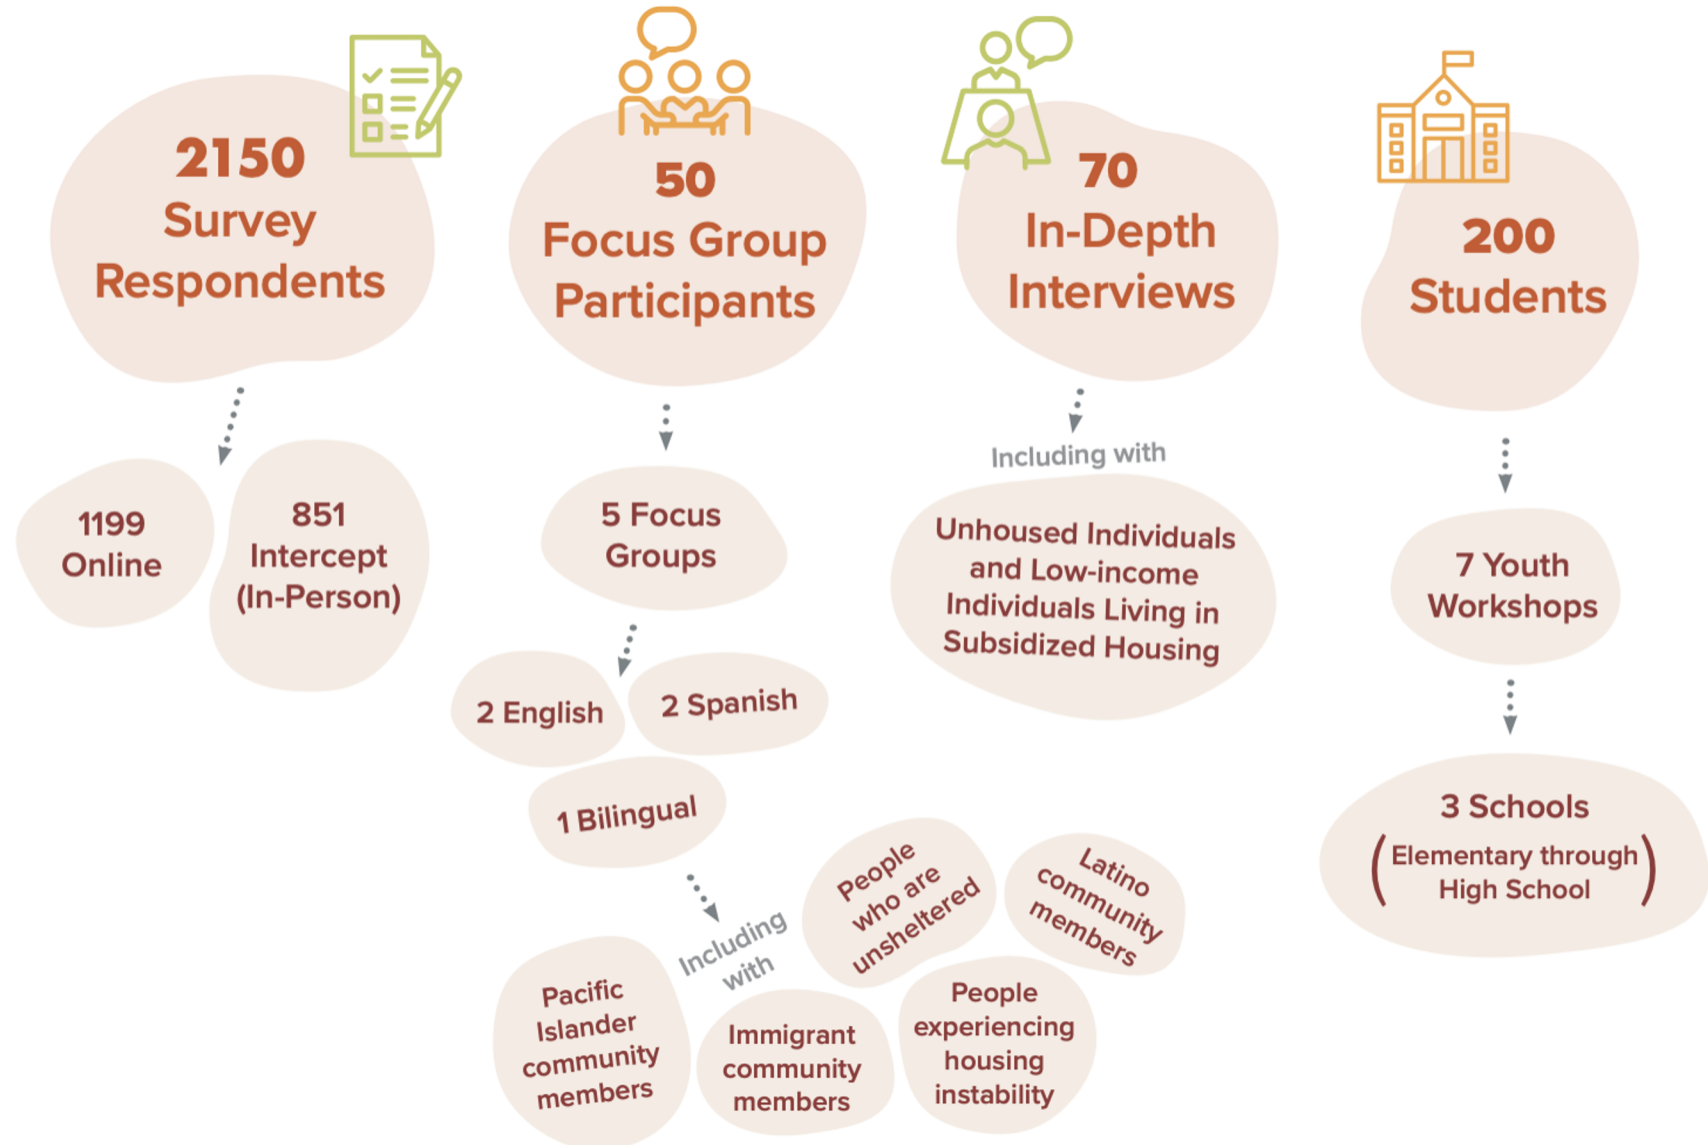 2150
Survey
Respondents
1199
Online
851
Intercept
(In-Person)
50
Focus Group
Participants
5 Focus
Groups
2 English
2 Spanish
1 Bilingual
Including
with
Pacific
Islander
community
members
Immigrant
community
members
People
who are
unsheltered
People
experiencing
housing
instability
Latino
community
members
70
In-Depth
Interviews
Including with
Unhoused Individuals
and Low-income
Individuals Living in
Subsidized Housing
200
Students
7 Youth
Workshops
3 Schools
(Elementary through
High School)